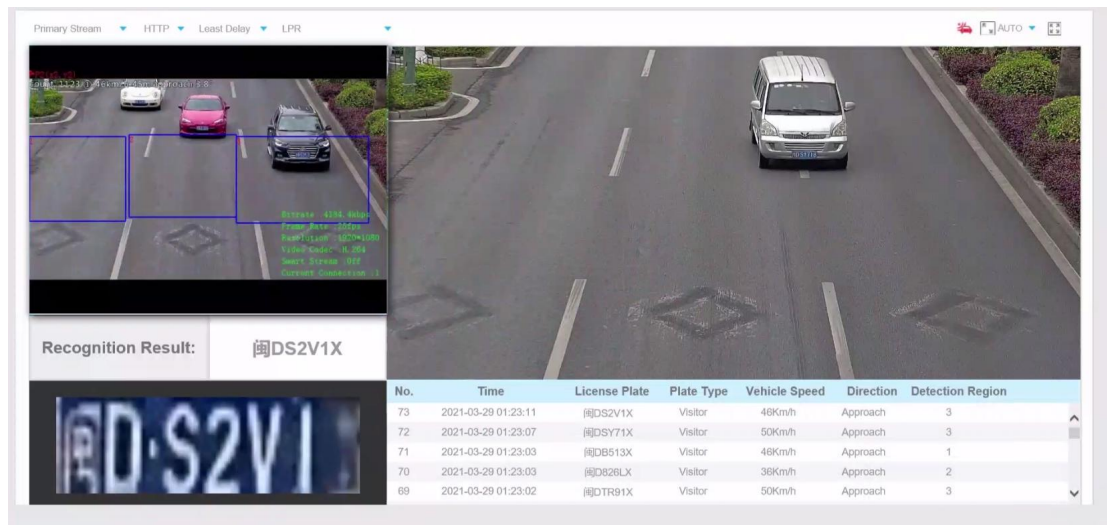 Primary Stream HTTP Least Delay LPR AUTO
Bitrate :4194.4kbps
Frame Rate :10fps
Resolution :1920*1080
Video Codec :H.264
Smart Stream :Off
Current Connection :1
Recognition Result: 闽DS2V1X
D·S2V1
No. Time License Plate Plate Type Vehicle Speed Direction Detection Region
73 2021-03-29 01:23:11 闽DS2V1X Visitor 46Km/h Approach 3
72 2021-03-29 01:23:07 闽DSY71X Visitor 50Km/h Approach 3
71 2021-03-29 01:23:03 闽DB513X Visitor 46Km/h Approach 1
70 2021-03-29 01:23:03 闽D826LX Visitor 36Km/h Approach 2
69 2021-03-29 01:23:02 闽DTR91X Visitor 50Km/h Approach 3